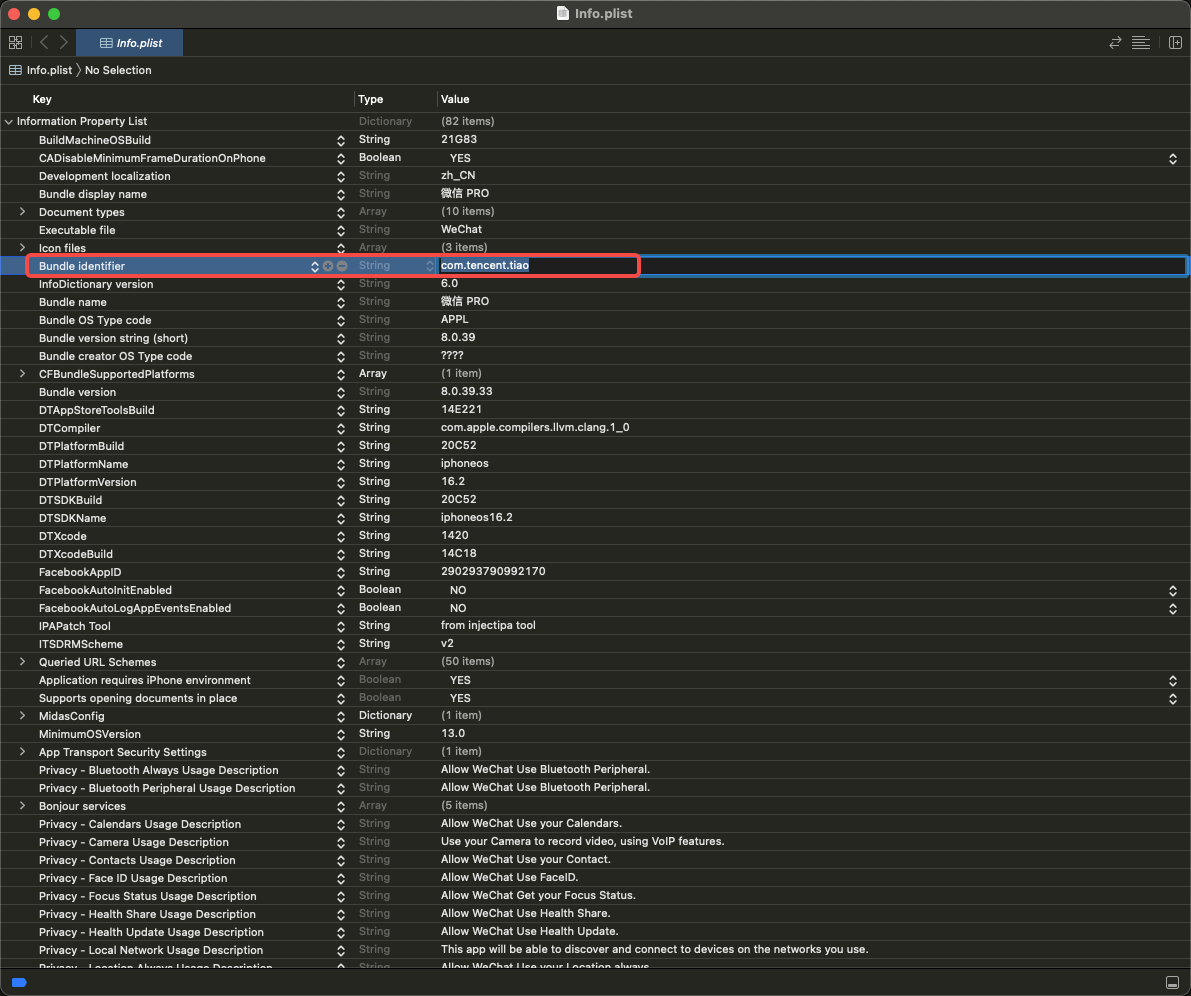 Info.plist
Info.plist
Info.plist No Selection
Key Type Value
Information Property List Dictionary (82 items)
BuildMachineOSBuild String 21G83
CADisableMinimumFrameDurationOnPhone Boolean YES
Development localization String zh_CN
Bundle display name String 微信 PRO
Document types Array (10 items)
Executable file String WeChat
Icon files Array (3 items)
Bundle identifier String com.tencent.tiao
InfoDictionary version String 6.0
Bundle name String 微信 PRO
Bundle OS Type code String APPL
Bundle version string (short) String 8.0.39
Bundle creator OS Type code String ????
CFBundleSupportedPlatforms Array (1 item)
Bundle version String 8.0.39.33
DTAppStoreToolsBuild String 14E221
DTCompiler String com.apple.compilers.llvm.clang.1_0
DTPlatformBuild String 20C52
DTPlatformName String iphoneos
DTPlatformVersion String 16.2
DTSDKBuild String 20C52
DTSDKName String iphoneos16.2
DTXcode String 1420
DTXcodeBuild String 14C18
FacebookAppID String 290293790992170
FacebookAutoInitEnabled Boolean NO
FacebookAutoLogAppEventsEnabled Boolean NO
IPAPatch Tool String from injectipa tool
ITSDRMScheme String v2
Queried URL Schemes Array (50 items)
Application requires iPhone environment Boolean YES
Supports opening documents in place Boolean YES
MidasConfig Dictionary (1 item)
MinimumOSVersion String 13.0
App Transport Security Settings Dictionary (1 item)
Privacy - Bluetooth Always Usage Description String Allow WeChat Use Bluetooth Peripheral.
Privacy - Bluetooth Peripheral Usage Description String Allow WeChat Use Bluetooth Peripheral.
Bonjour services Array (5 items)
Privacy - Calendars Usage Description String Allow WeChat Use your Calendars.
Privacy - Camera Usage Description String Use your Camera to record video, using VoIP features.
Privacy - Contacts Usage Description String Allow WeChat Use your Contact.
Privacy - Face ID Usage Description String Allow WeChat Use FaceID.
Privacy - Focus Status Usage Description String Allow WeChat Get your Focus Status.
Privacy - Health Share Usage Description String Allow WeChat Use Health Share.
Privacy - Health Update Usage Description String Allow WeChat Use Health Update.
Privacy - Local Network Usage Description String This app will be able to discover and connect to devices on the networks you use.
Privacy - Location Always Usage Description String Allow WeChat Use your Location always